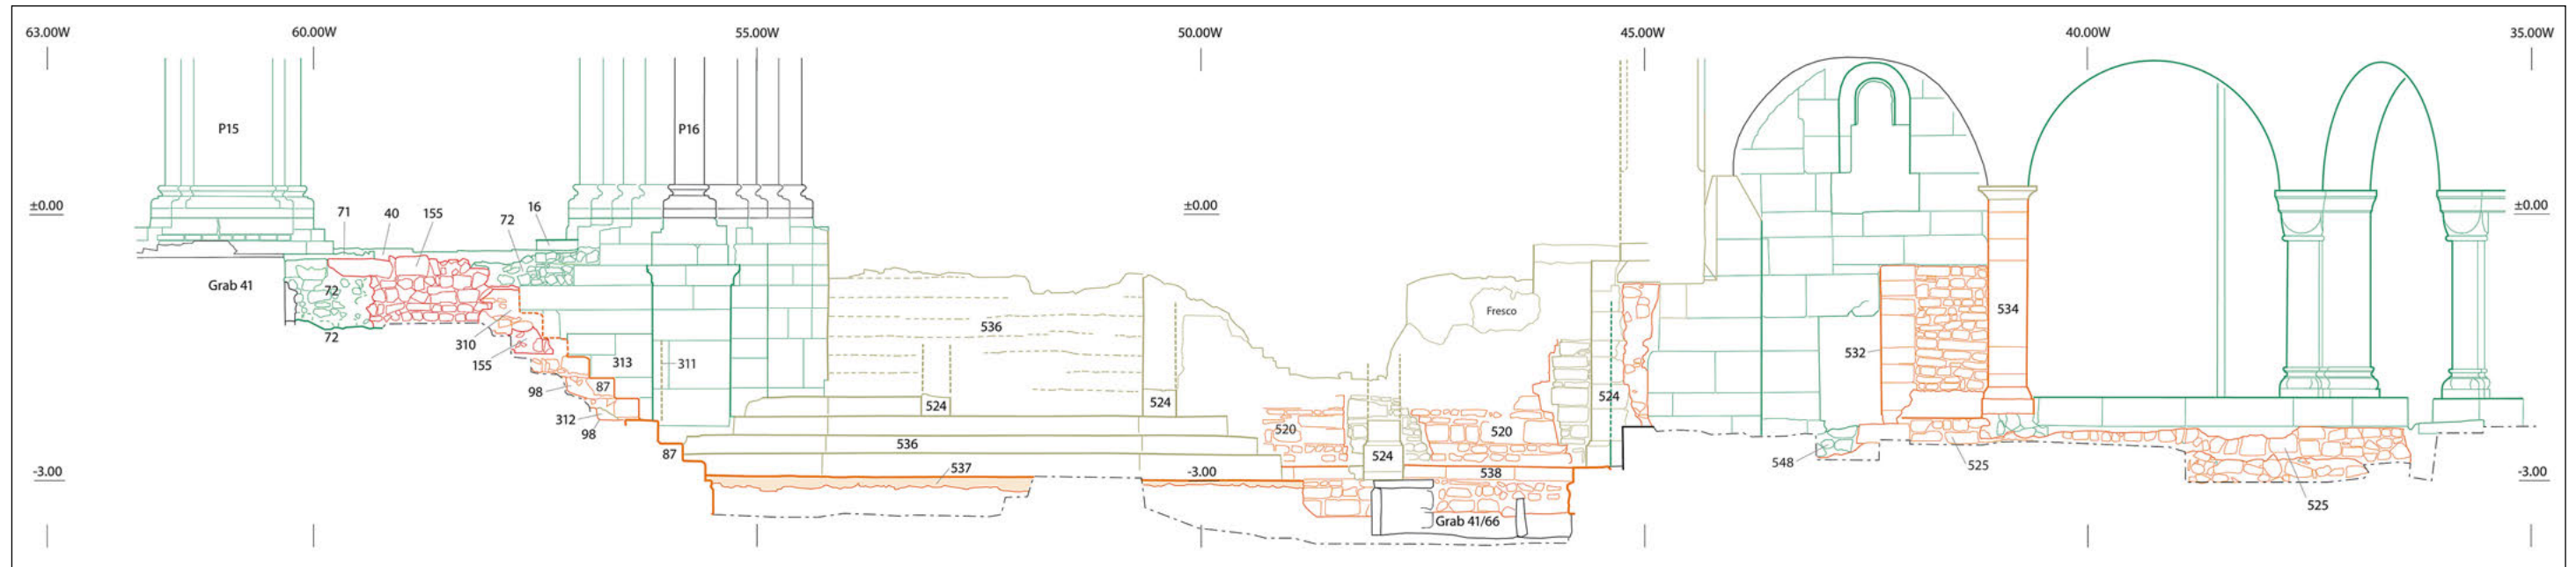 63.00W 60.00W 55.00W 50.00W 45.00W 40.00W 35.00W
P15 P16
±0.00 ±0.00 ±0.00
71 40 155 72 16
Grab 41
72
72
310
155
313
311
87
98
312
98
87
536
Fresco
524 524 524
520 520
536
524
537
-3.00 -3.00 -3.00
538
Grab 41/66
534
532
548
525
525